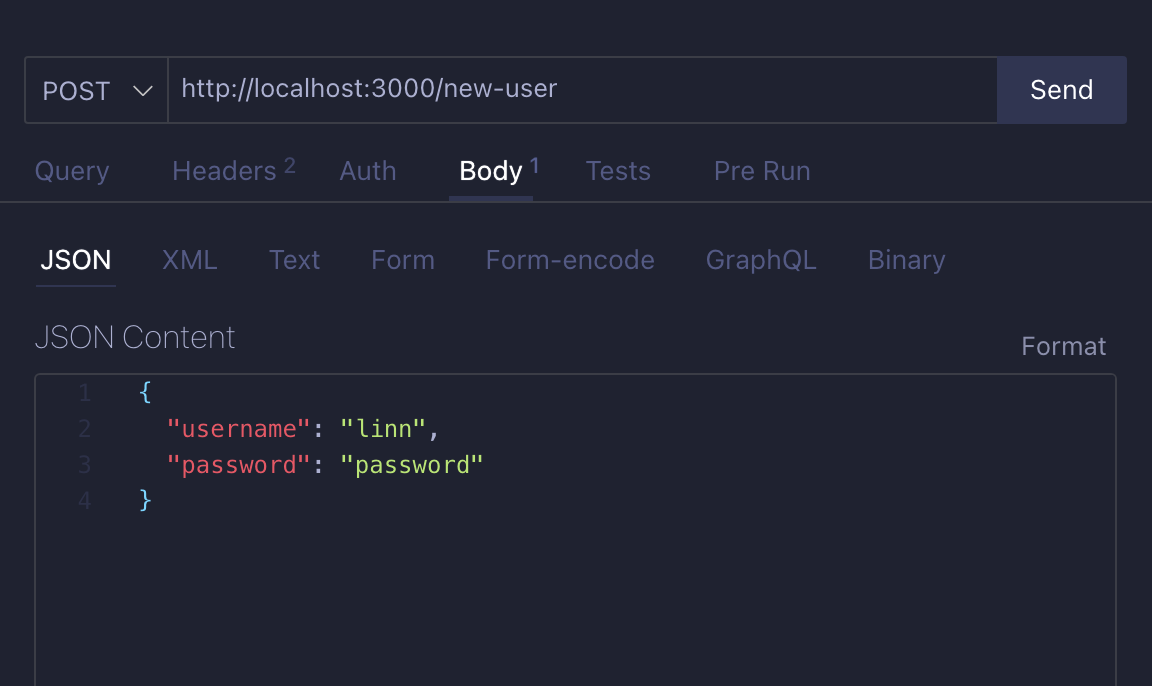 POST http://localhost:3000/new-user Send
Query Headers 2 Auth Body 1 Tests Pre Run
JSON XML Text Form Form-encode GraphQL Binary
JSON Content Format
1 {
2 "username": "linn",
3 "password": "password"
4 }